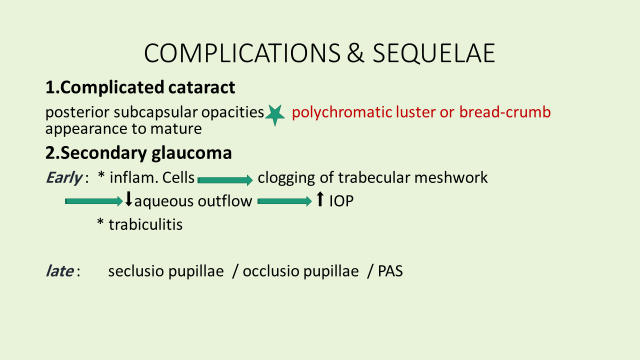 COMPLICATIONS & SEQUELAE
1.Complicated cataract
posterior subcapsular opacities polychromatic luster or bread-crumb
appearance to mature
2.Secondary glaucoma
Early : * inflam. Cells clogging of trabecular meshwork
aqueous outflow IOP
* trabiculitis
late : seclusio pupillae / occlusio pupillae / PAS